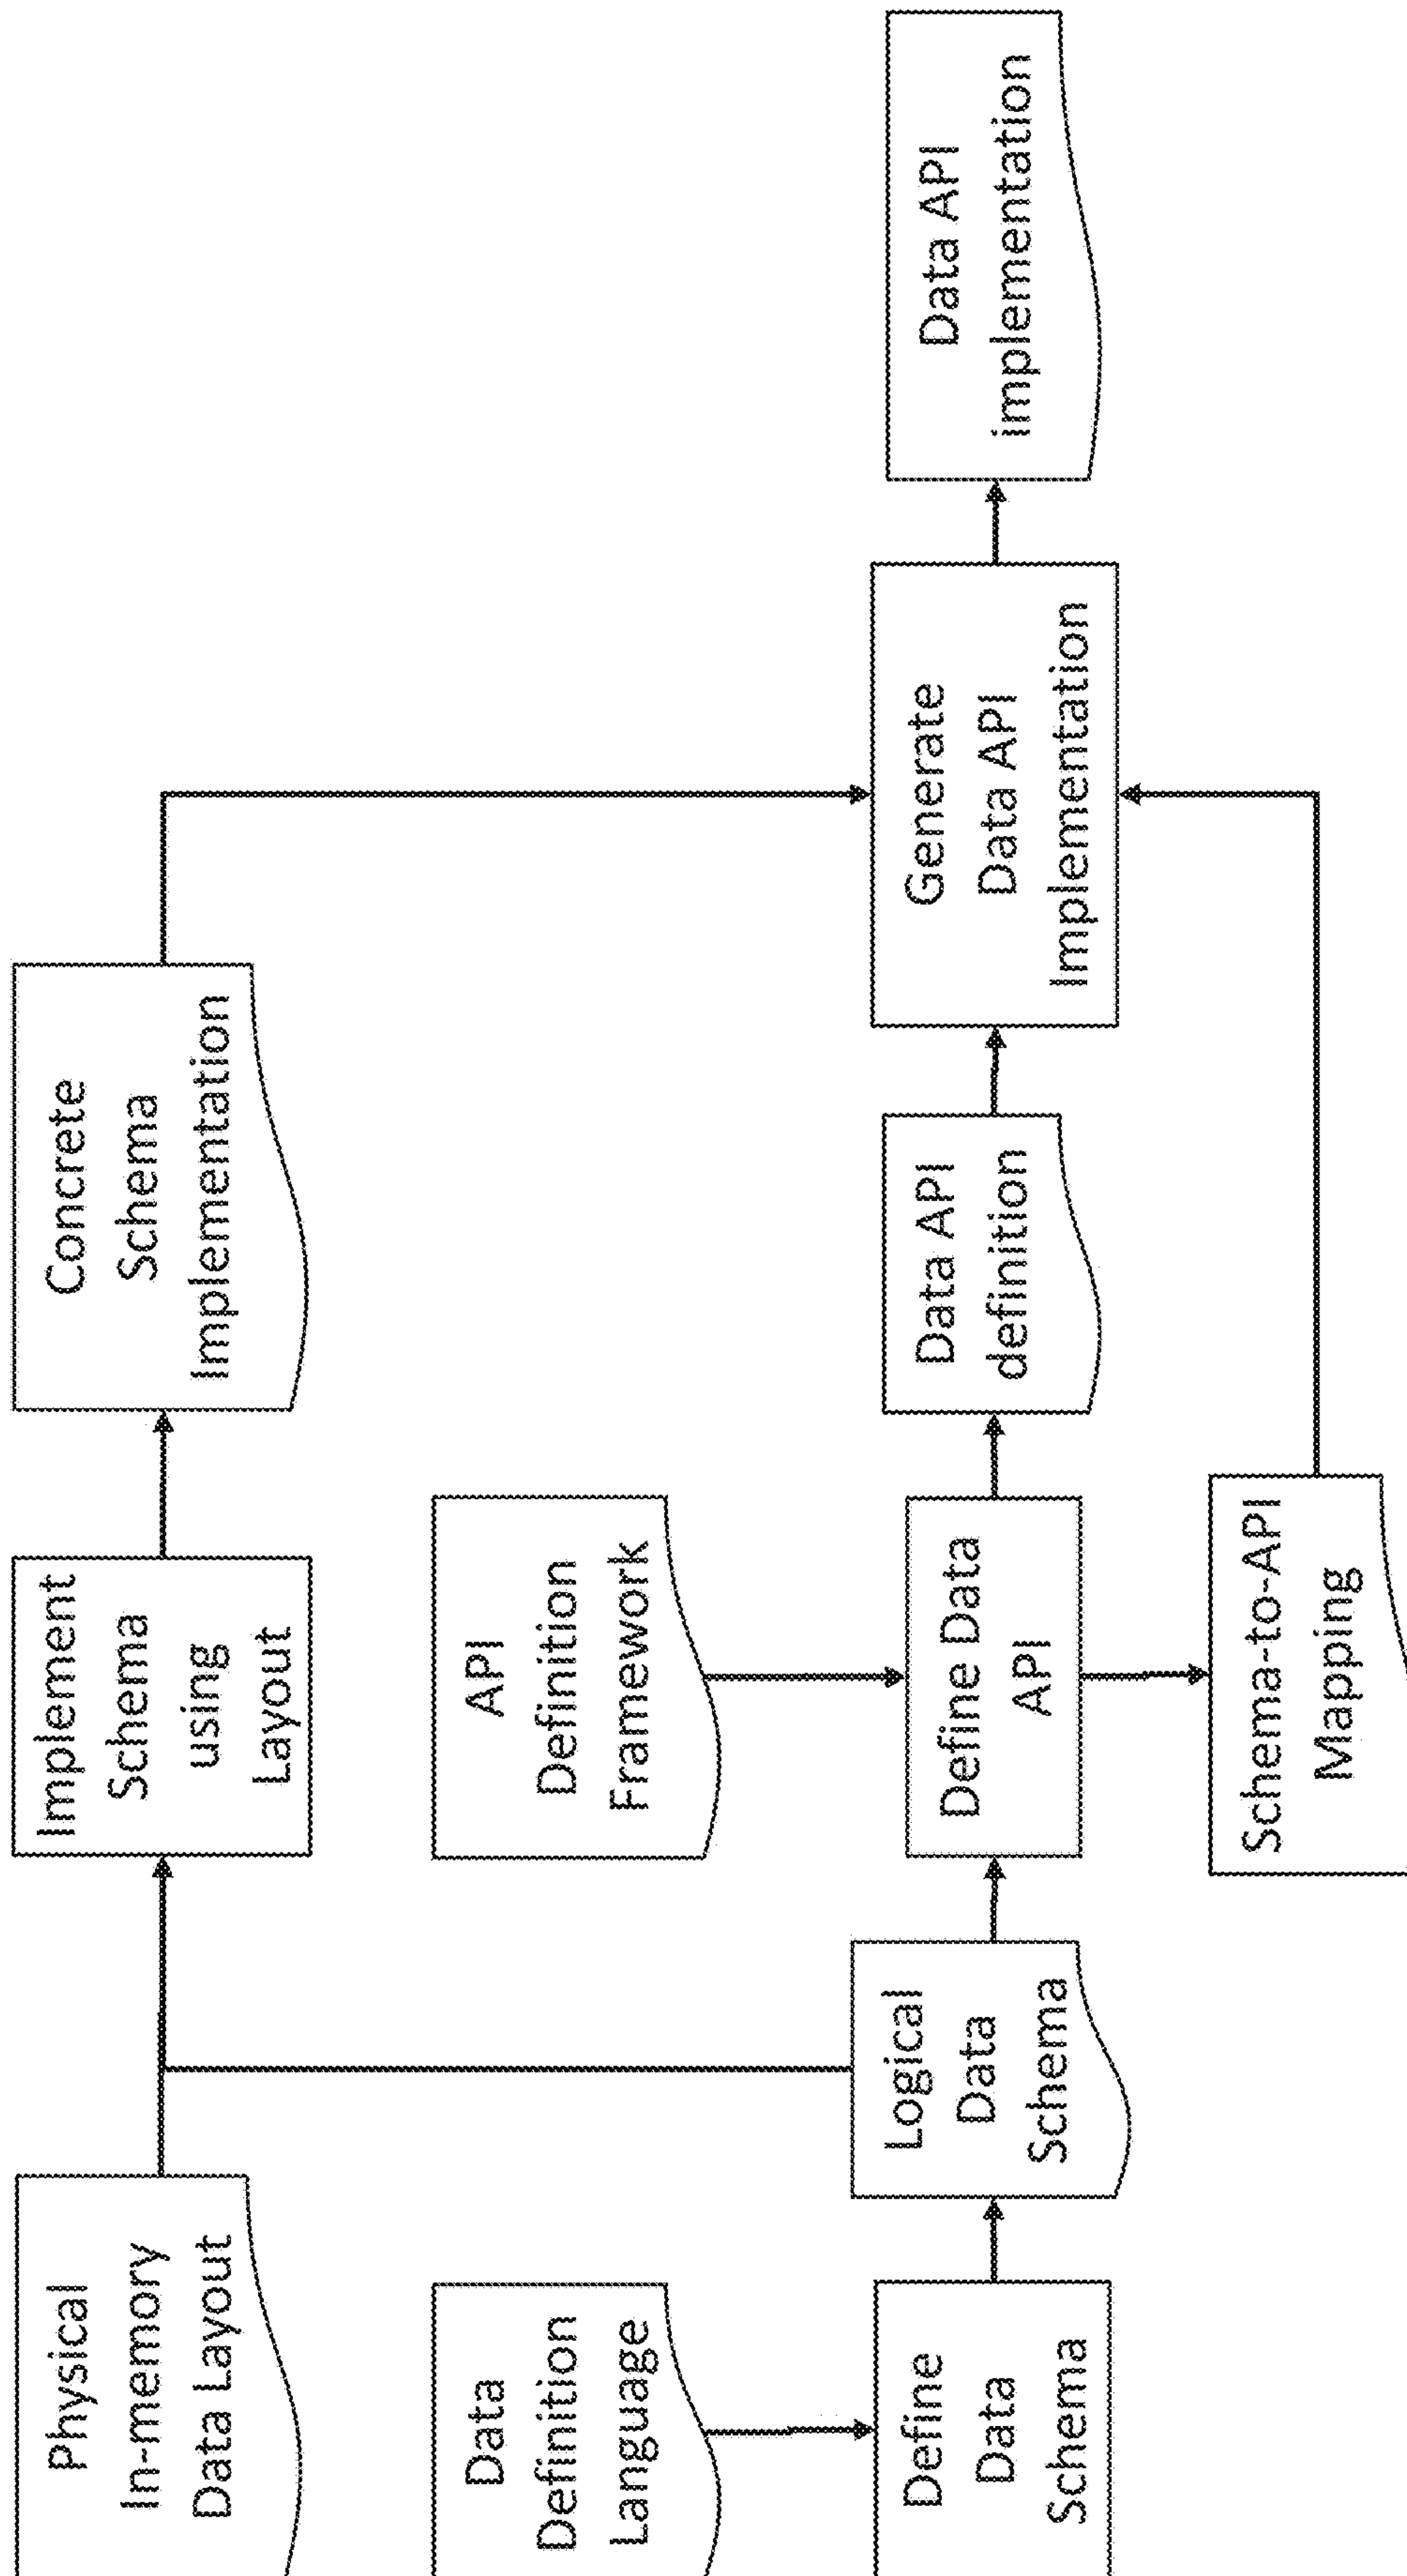 Physical
In-memory
Data Layout
Implement
Schema
using
Layout
Concrete
Schema
Implementation
Data
Definition
Language
API
Definition
Framework
Define
Data
Schema
Logical
Data
Schema
Define Data
API
Data API
definition
Generate
Data API
Implementation
Data API
implementation
Schema-to-API
Mapping